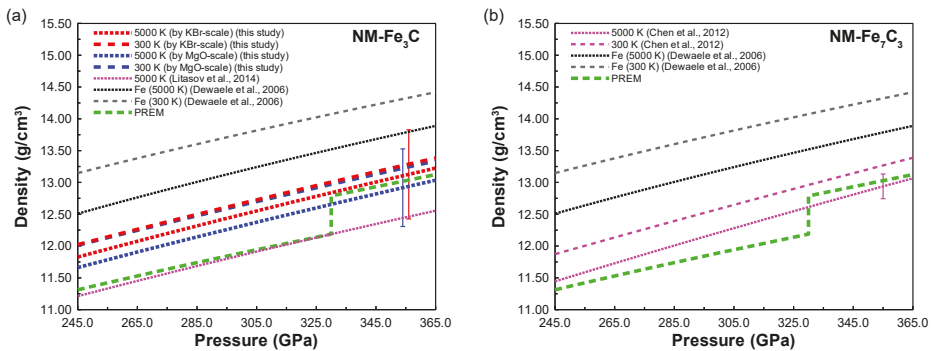 (a)
NM-Fe₃C
5000 K (by KBr-scale) (this study)
300 K (by KBr-scale) (this study)
5000 K (by MgO-scale) (this study)
300 K (by MgO-scale) (this study)
5000 K (Litasov et al., 2014)
Fe (5000 K) (Dewaele et al., 2006)
Fe (300 K) (Dewaele et al., 2006)
PREM
Density (g/cm³)
15.50
15.00
14.50
14.00
13.50
13.00
12.50
12.00
11.50
11.00
245.0 265.0 285.0 305.0 325.0 345.0 365.0
Pressure (GPa)
(b)
NM-Fe₇C₃
5000 K (Chen et al., 2012)
300 K (Chen et al., 2012)
Fe (5000 K) (Dewaele et al., 2006)
Fe (300 K) (Dewaele et al., 2006)
PREM
Density (g/cm³)
15.50
15.00
14.50
14.00
13.50
13.00
12.50
12.00
11.50
11.00
245.0 265.0 285.0 305.0 325.0 345.0 365.0
Pressure (GPa)